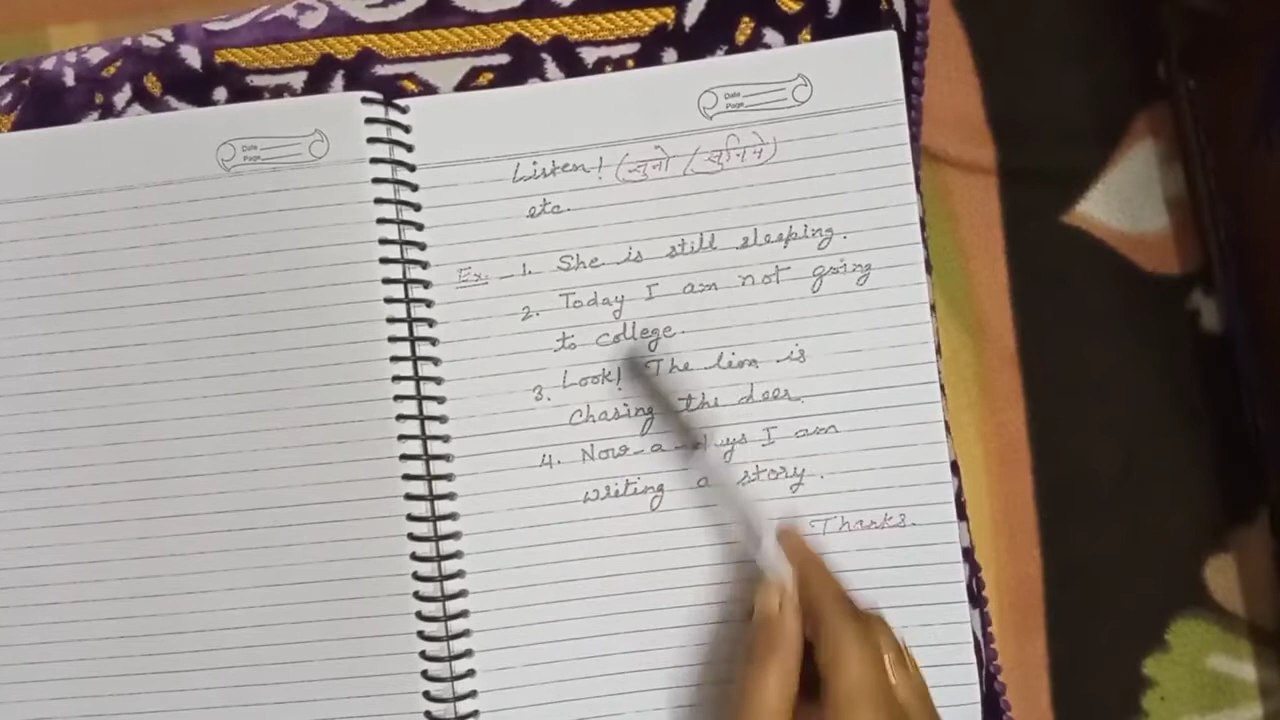 Date
Page
Date
Page
Listen! (सुनो / सुनिये)
etc.
Ex. - 1. She is still sleeping.
2. Today I am not going
to college.
3. Look! The lion is
chasing the deer.
4. Now-a-days I am
writing a story.
Thanks.